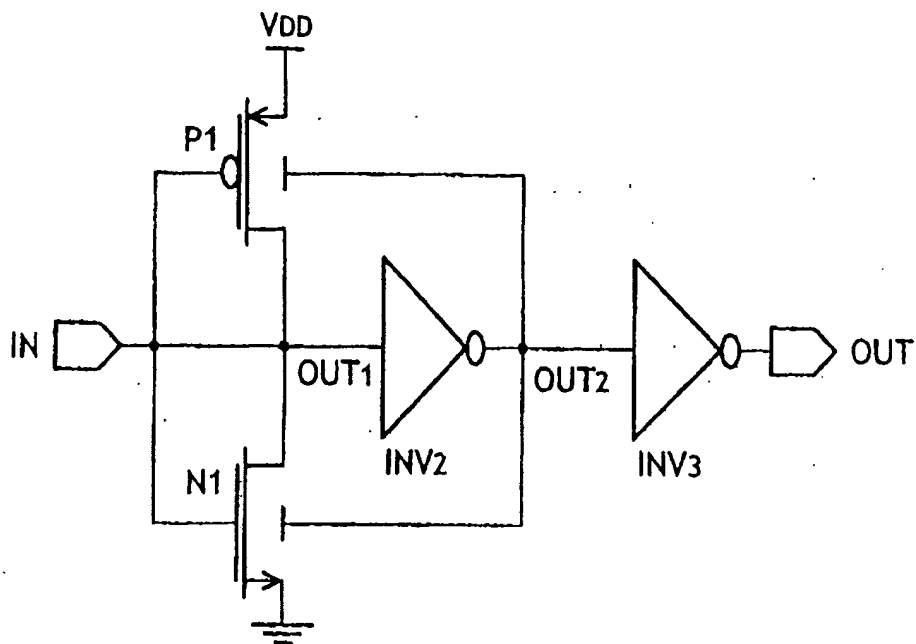 VDD
P1
IN
OUT1
OUT2
OUT
INV2
INV3
N1